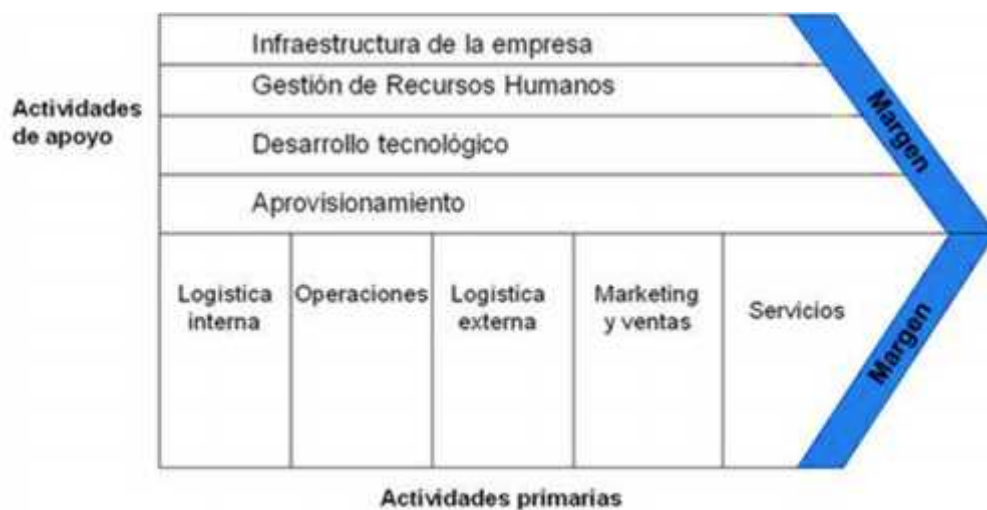 Infraestructura de la empresa
Gestión de Recursos Humanos
Actividades
de apoyo
Desarrollo tecnológico
Aprovisionamiento
Margen
Logística
interna
Operaciones
Logística
externa
Marketing
y ventas
Servicios
Margen
Actividades primarias